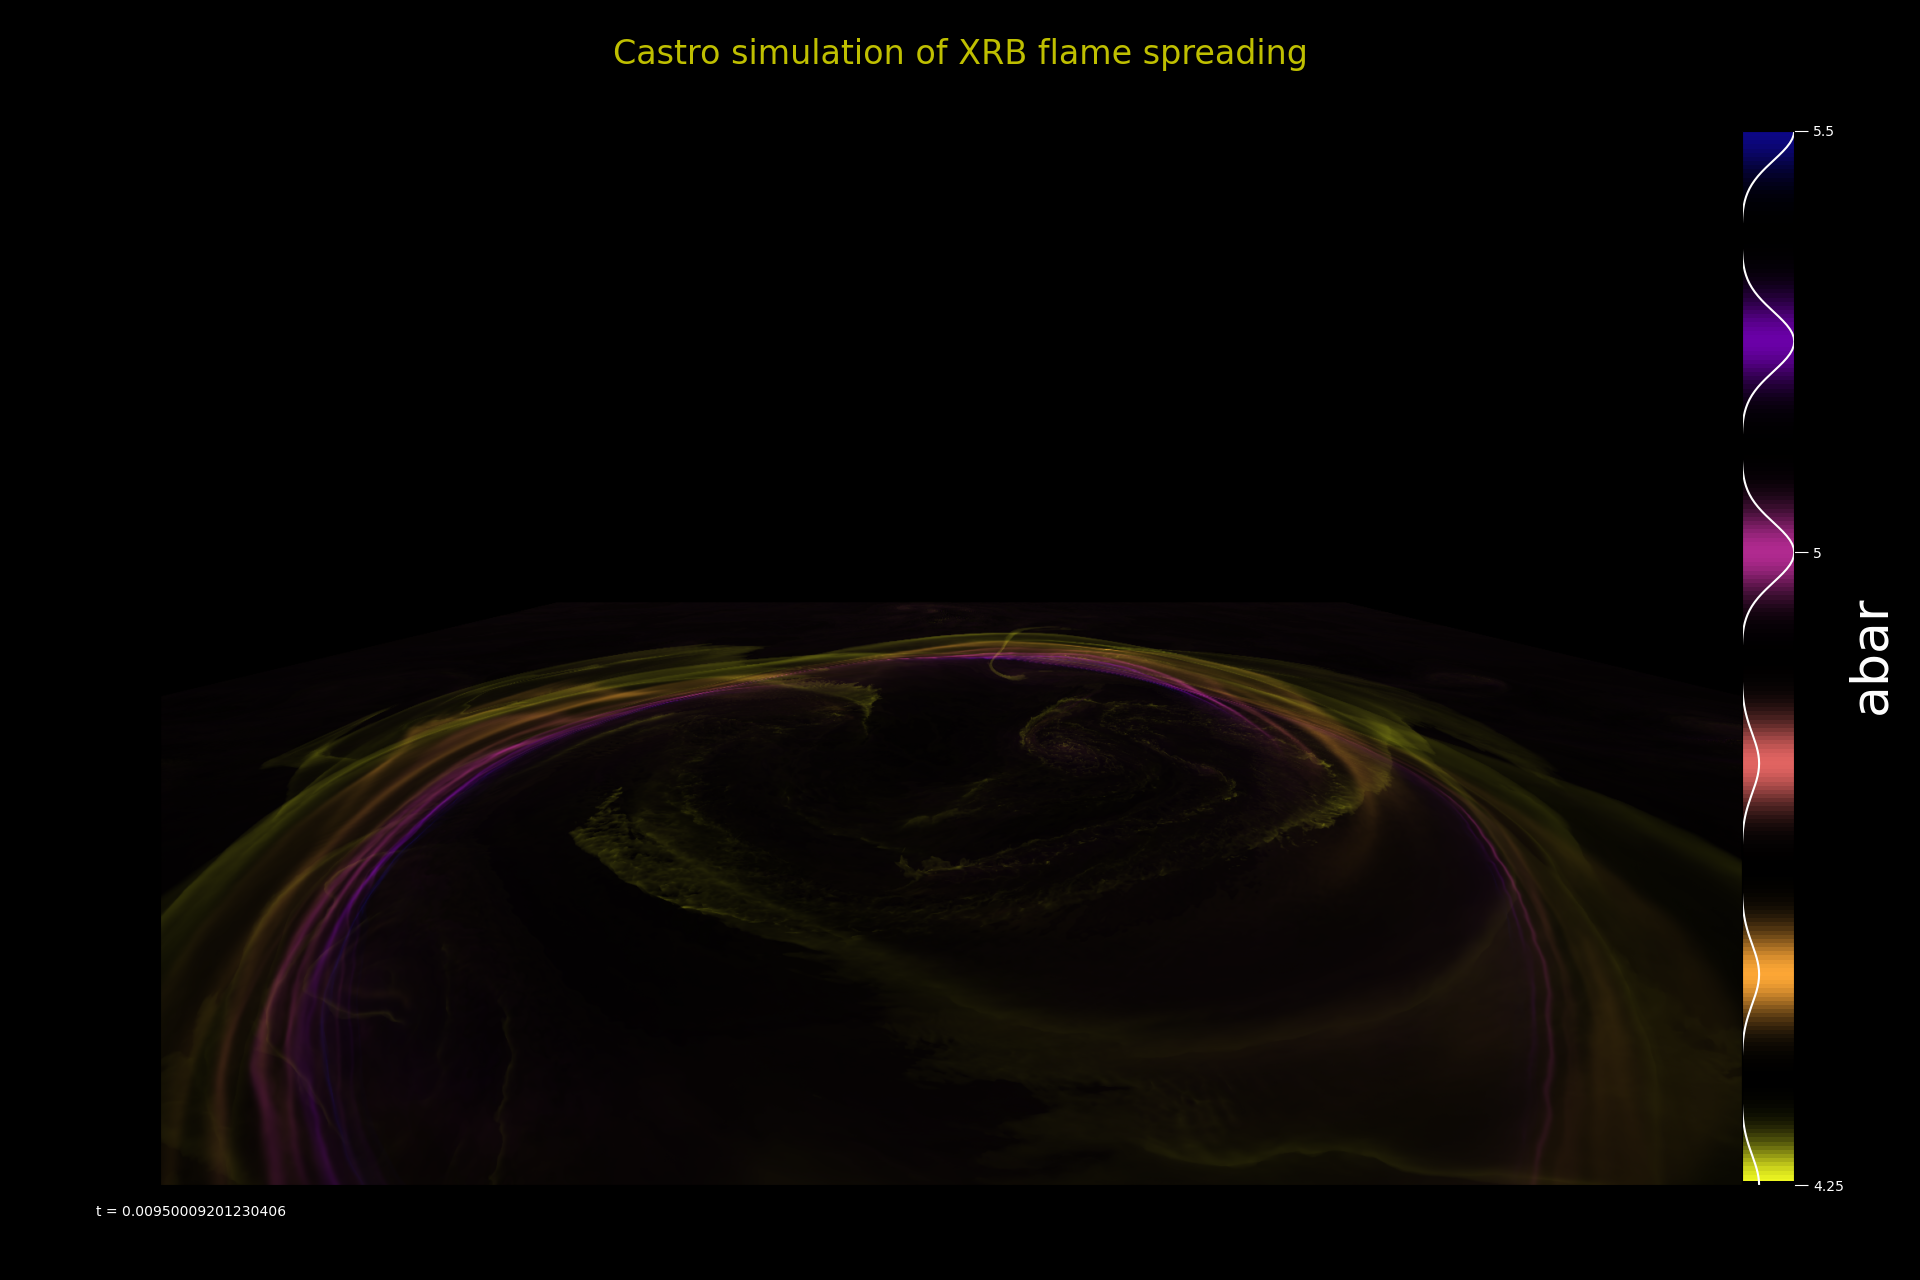 Castro simulation of XRB flame spreading
5.5
5
abar
4.25
t = 0.00950009201230406